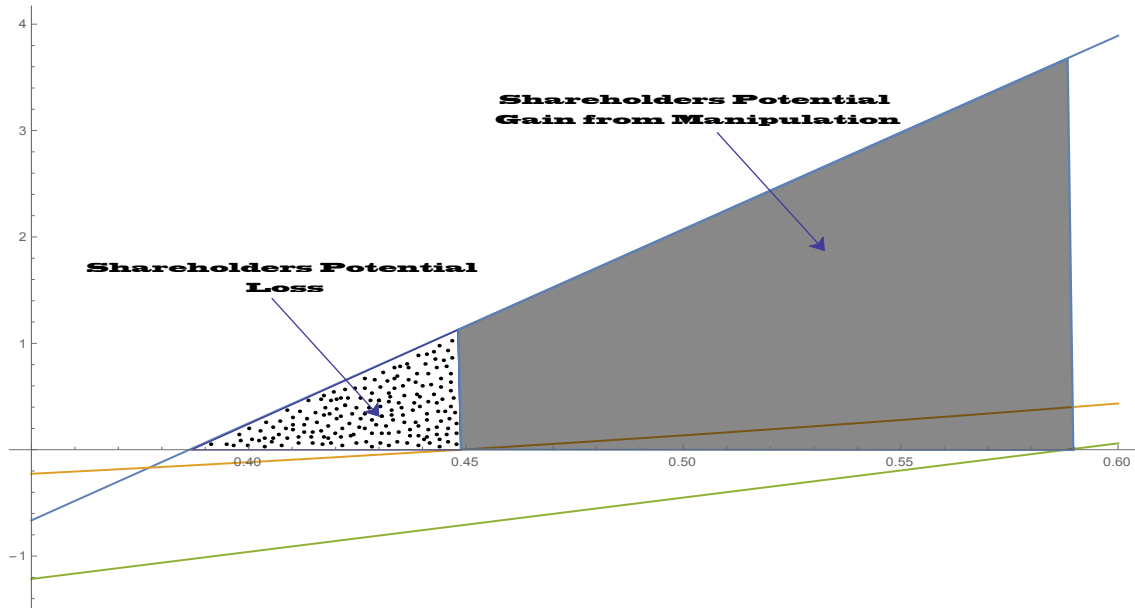 4
3
2
1
−1
Shareholders Potential
Gain from Manipulation
Shareholders Potential
Loss
0.40
0.45
0.50
0.55
0.60